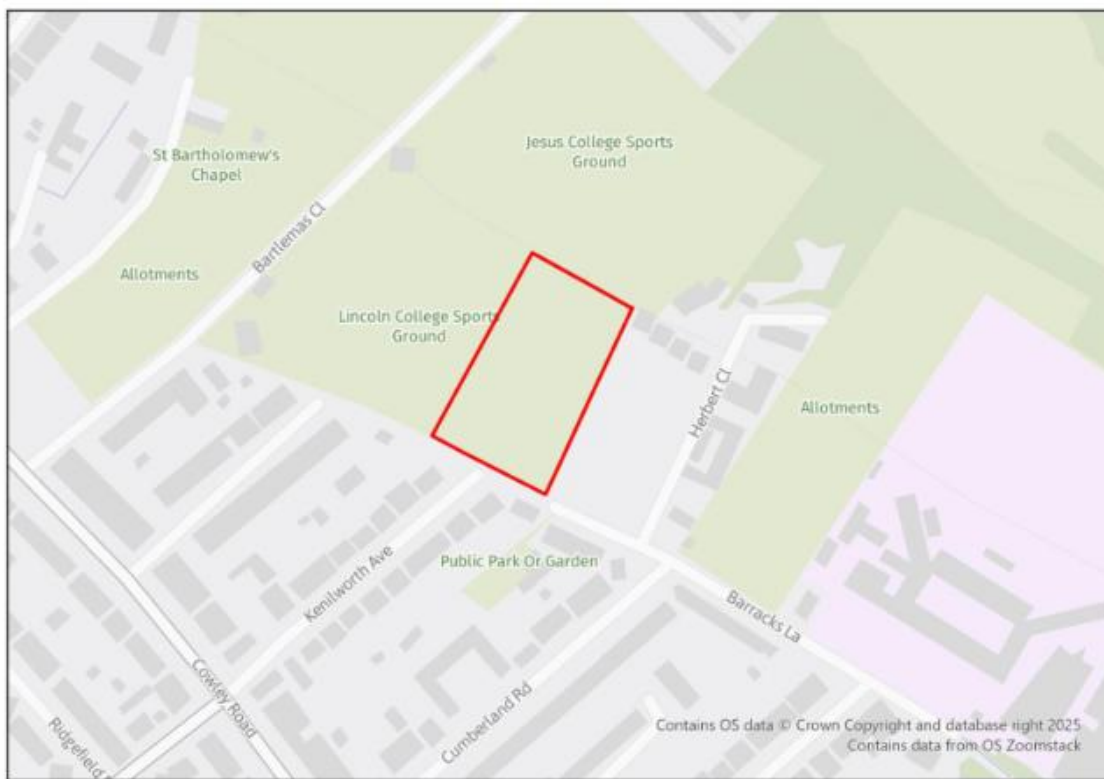 Jesus College Sports
Ground
St Bartholomew's
Chapel
Bartlemas Cl
Allotments
Lincoln College Sports
Ground
Herbert Cl
Allotments
Public Park Or Garden
Kenilworth Ave
Barracks La
Cowley Road
Cumberland Rd
Ridgefield
Contains OS data © Crown Copyright and database right 2025
Contains data from OS Zoomstack